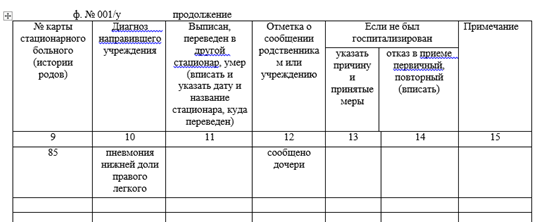 ф. № 001/у продолжение
№ карты стационарного больного (истории родов)
Диагноз направившего учреждения
Выписан, переведен в другой стационар, умер (вписать и указать дату и название стационара, куда переведен)
Отметка о сообщении родственникам или учреждению
Если не был госпитализирован
указать причину и принятые меры
отказ в приеме первичный, повторный (вписать)
Примечание
9 10 11 12 13 14 15
85 пневмония нижней доли правого легкого сообщено дочери